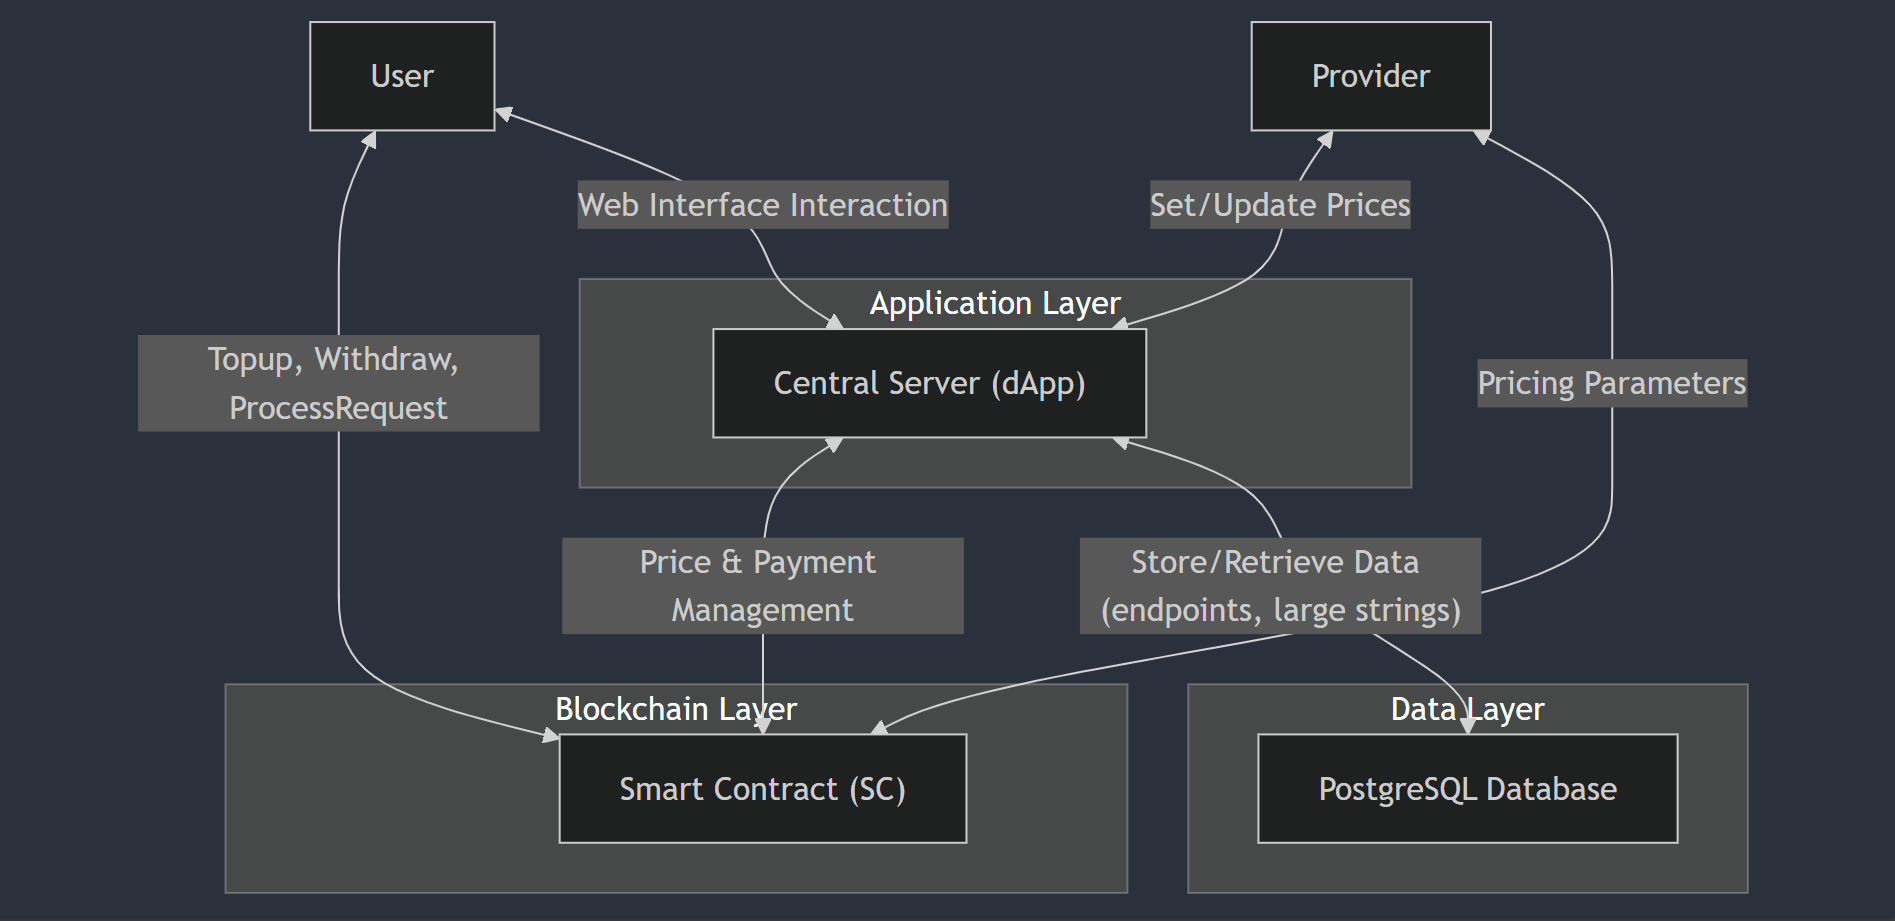 User
Provider
Web Interface Interaction
Set/Update Prices
Application Layer
Topup, Withdraw,
ProcessRequest
Central Server (dApp)
Pricing Parameters
Price & Payment
Management
Store/Retrieve Data
(endpoints, large strings)
Blockchain Layer
Data Layer
Smart Contract (SC)
PostgreSQL Database